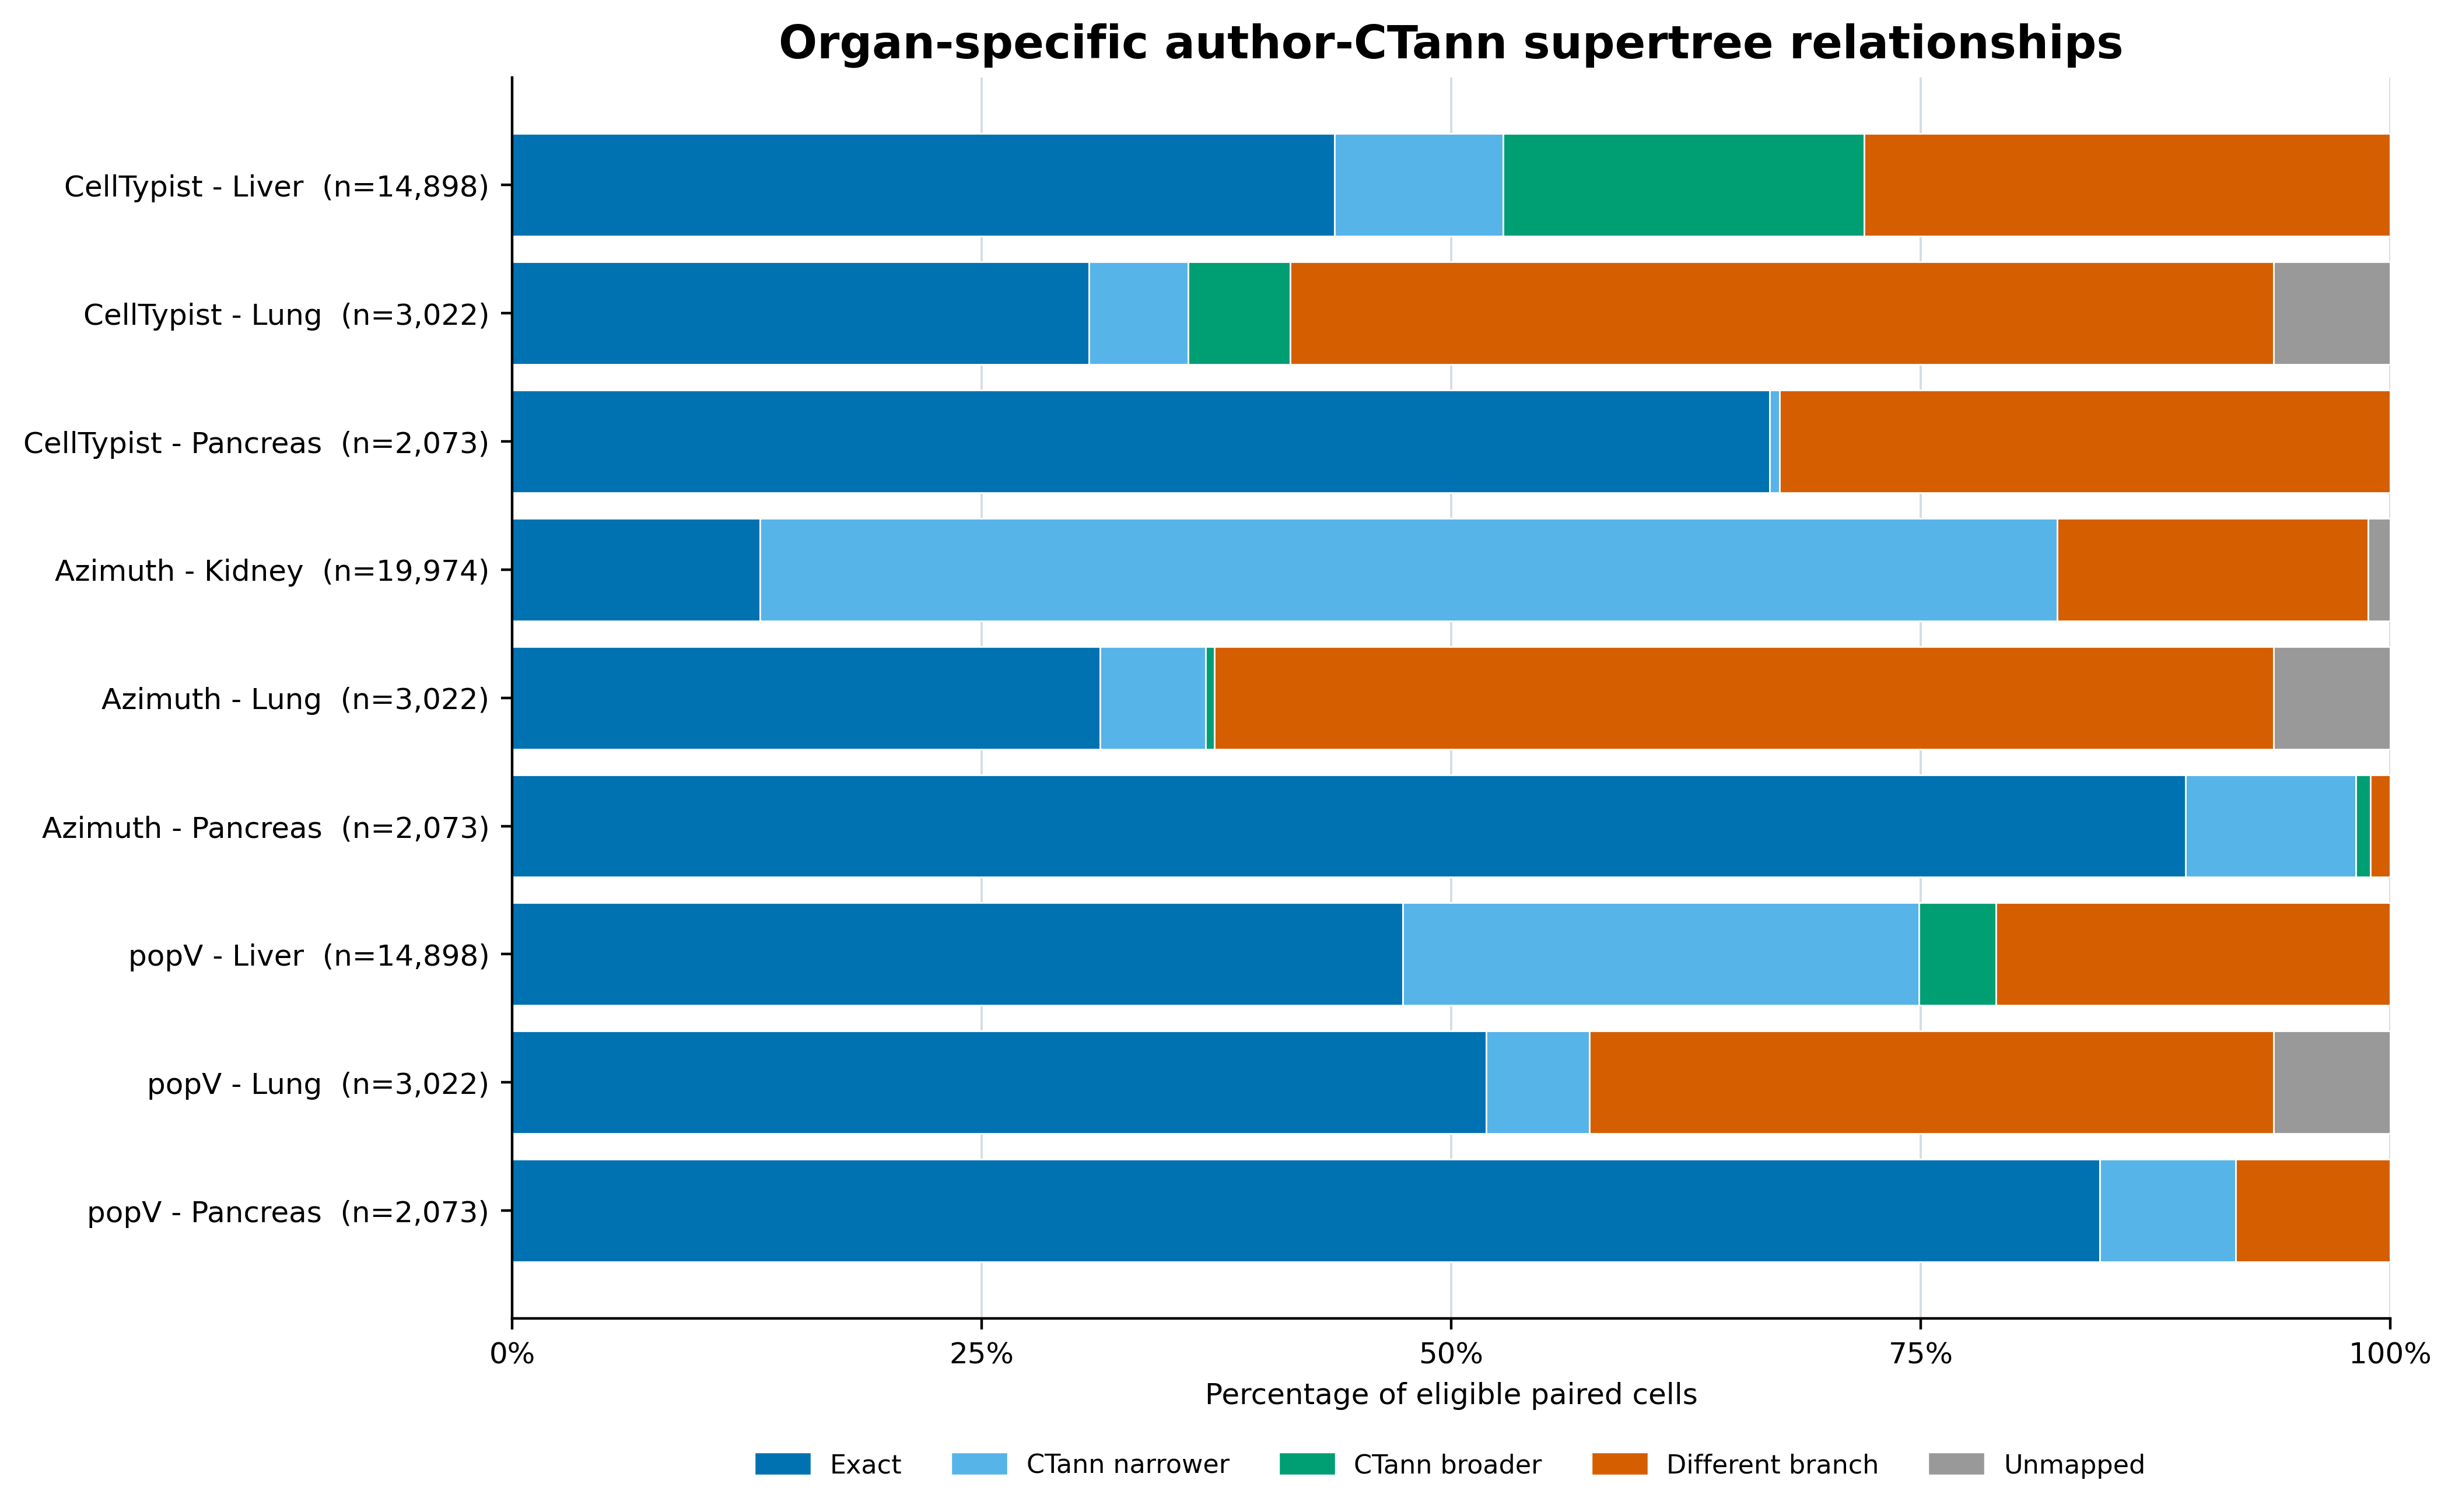 Organ-specific author-CTann supertree relationships
CellTypist - Liver (n=14,898)
CellTypist - Lung (n=3,022)
CellTypist - Pancreas (n=2,073)
Azimuth - Kidney (n=19,974)
Azimuth - Lung (n=3,022)
Azimuth - Pancreas (n=2,073)
popV - Liver (n=14,898)
popV - Lung (n=3,022)
popV - Pancreas (n=2,073)
0% 25% 50% 75% 100%
Percentage of eligible paired cells
Exact CTann narrower CTann broader Different branch Unmapped